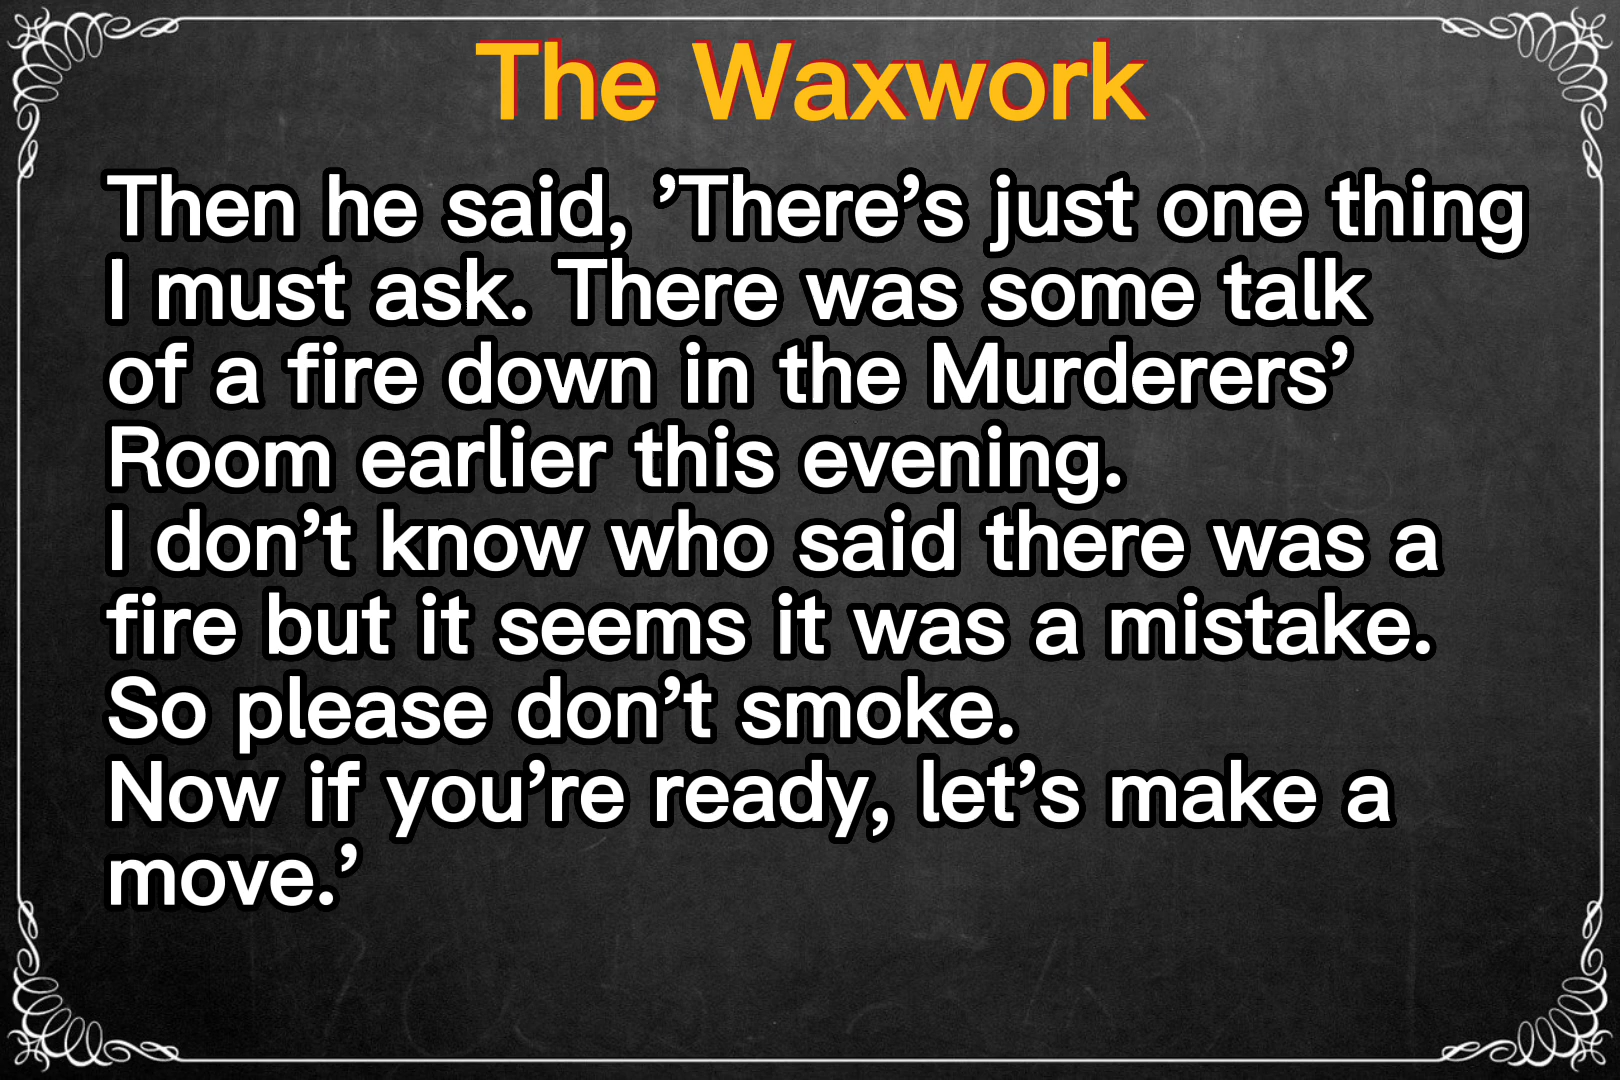 The Waxwork
Then he said, ’There’s just one thing
I must ask. There was some talk
of a fire down in the Murderers’
Room earlier this evening.
I don’t know who said there was a
fire but it seems it was a mistake.
So please don’t smoke.
Now if you’re ready, let’s make a
move.’